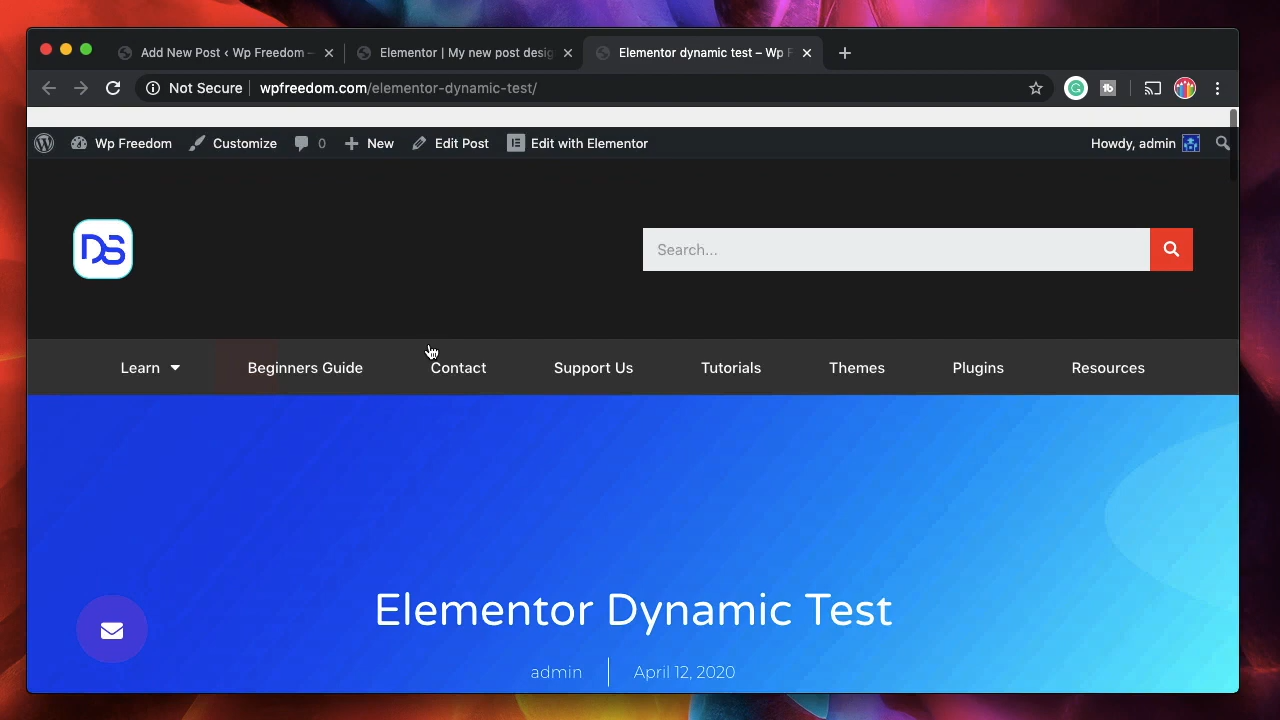 Add New Post ‹ Wp Freedom –
Elementor | My new post desig
Elementor dynamic test – Wp F
Not Secure
wpfreedom.com/elementor-dynamic-test/
Wp Freedom
Customize
0
New
Edit Post
Edit with Elementor
Howdy, admin
DS
Search...
Learn
Beginners Guide
Contact
Support Us
Tutorials
Themes
Plugins
Resources
Elementor Dynamic Test
admin
April 12, 2020